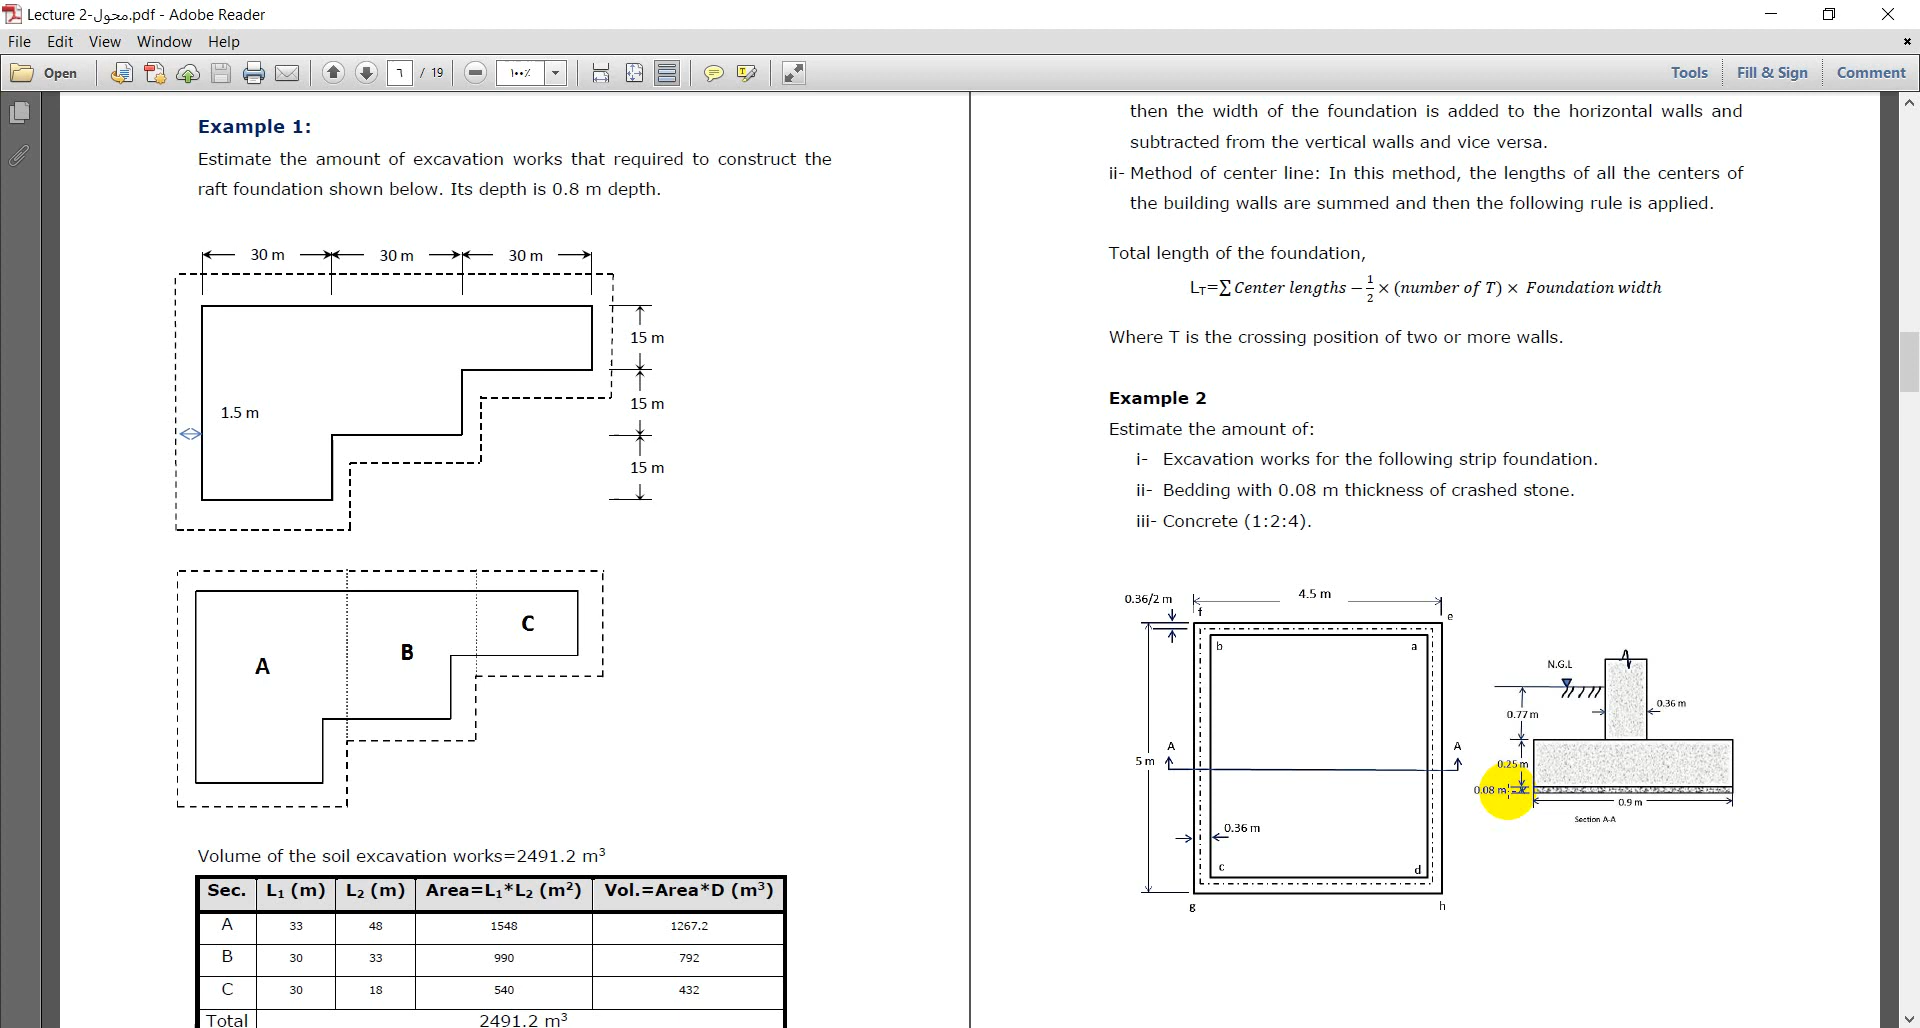 Lecture 2-محول.pdf - Adobe Reader
File Edit View Window Help
Open
٦ / 19
١٠٠٪
Tools Fill & Sign Comment
Example 1:
Estimate the amount of excavation works that required to construct the
raft foundation shown below. Its depth is 0.8 m depth.
30 m 30 m 30 m
15 m
15 m
15 m
1.5 m
A
B
C
Volume of the soil excavation works=2491.2 m³
Sec. L₁ (m) L₂ (m) Area=L₁*L₂ (m²) Vol.=Area*D (m³)
A 33 48 1548 1267.2
B 30 33 990 792
C 30 18 540 432
Total 2491.2 m³
then the width of the foundation is added to the horizontal walls and
subtracted from the vertical walls and vice versa.
ii- Method of center line: In this method, the lengths of all the centers of
the building walls are summed and then the following rule is applied.
Total length of the foundation,
L_T=∑ Center lengths − 1/2 × (number of T) × Foundation width
Where T is the crossing position of two or more walls.
Example 2
Estimate the amount of:
i- Excavation works for the following strip foundation.
ii- Bedding with 0.08 m thickness of crashed stone.
iii- Concrete (1:2:4).
0.36/2 m
4.5 m
f
e
b
a
A
A
5 m
0.36 m
c
d
g
h
N.G.L
0.36 m
0.77 m
0.25 m
0.08 m
0.9 m
Section A-A